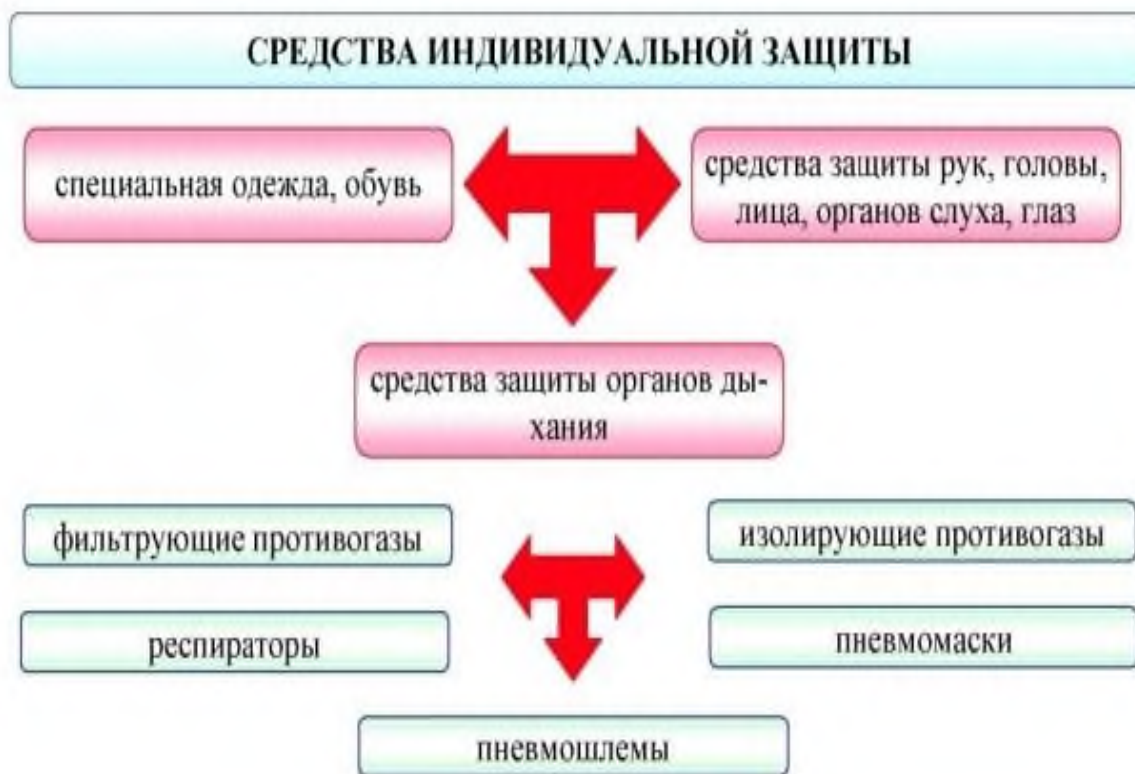 СРЕДСТВА ИНДИВИДУАЛЬНОЙ ЗАЩИТЫ
специальная одежда, обувь
средства защиты рук, головы,
лица, органов слуха, глаз
средства защиты органов ды-
хания
фильтрующие противогазы
изолирующие противогазы
респираторы
пневмомаски
пневмошлемы